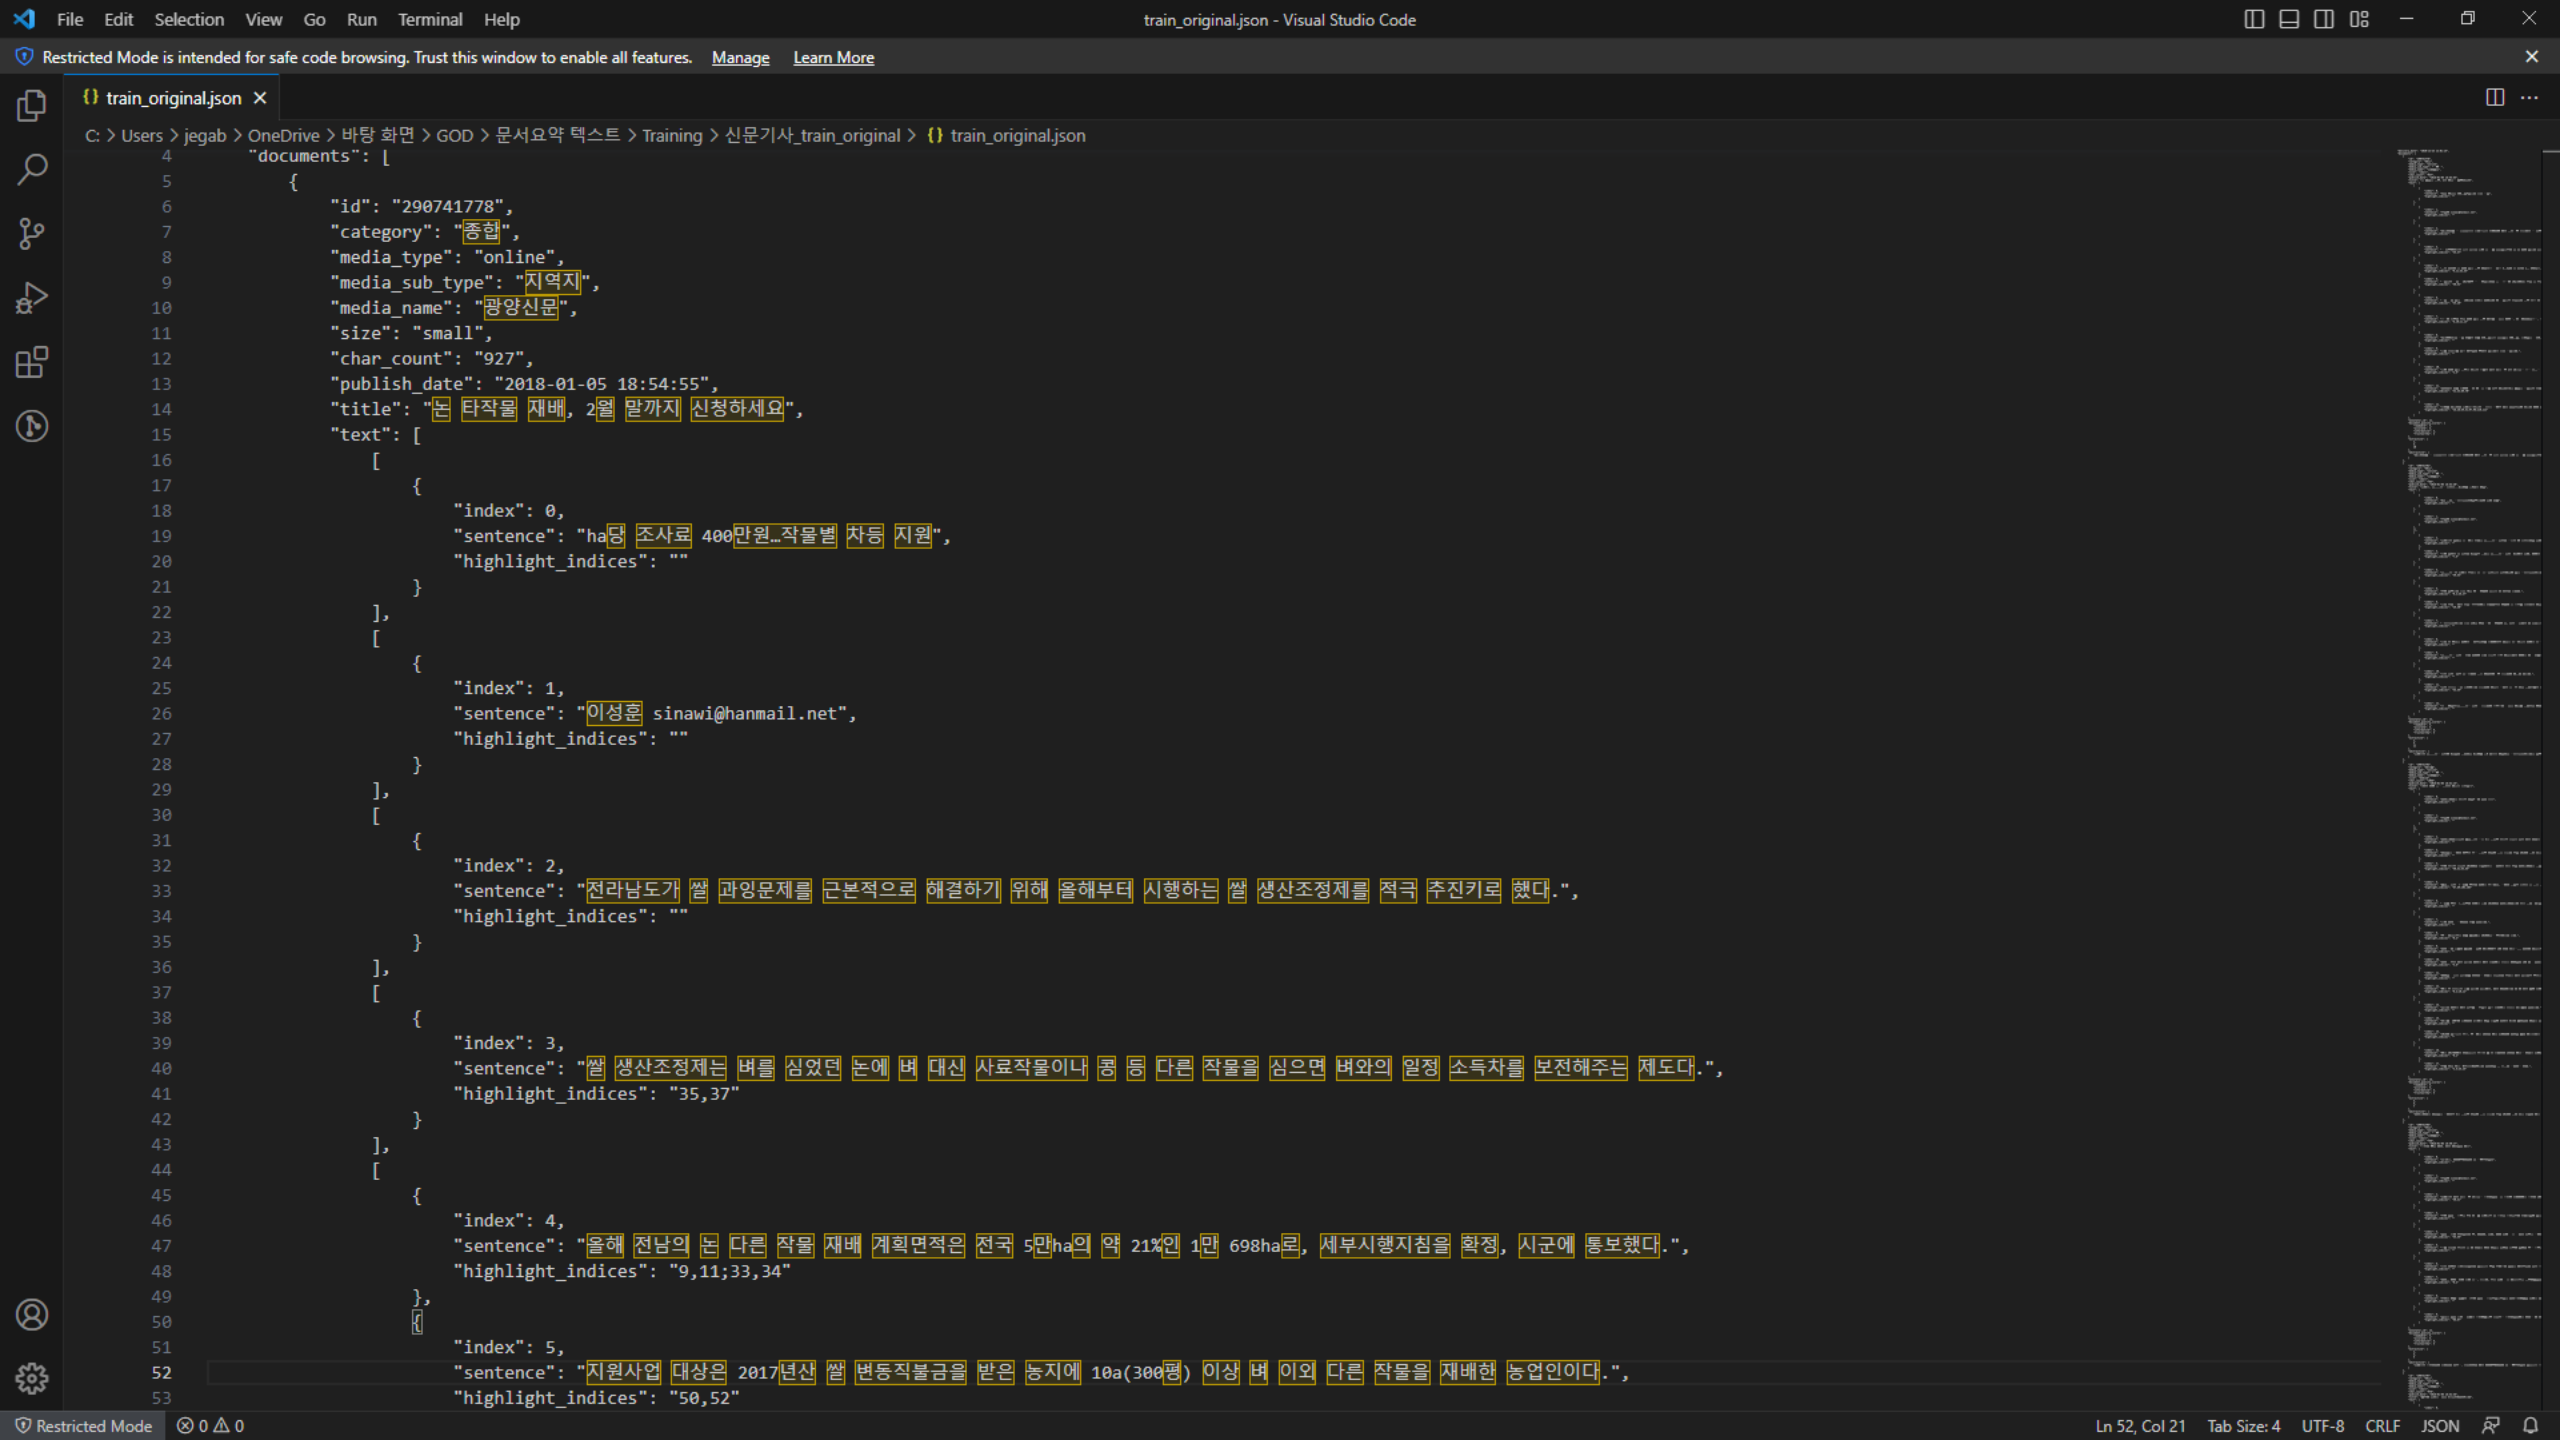 File Edit Selection View Go Run Terminal Help
train_original.json - Visual Studio Code
Restricted Mode is intended for safe code browsing. Trust this window to enable all features. Manage Learn More
{} train_original.json
C: > Users > jegab > OneDrive > 바탕 화면 > GOD > 문서요약 텍스트 > Training > 신문기사_train_original > {} train_original.json
4 "documents": [
5 {
6 "id": "290741778",
7 "category": "종합",
8 "media_type": "online",
9 "media_sub_type": "지역지",
10 "media_name": "광양신문",
11 "size": "small",
12 "char_count": "927",
13 "publish_date": "2018-01-05 18:54:55",
14 "title": "논 타작물 재배, 2월 말까지 신청하세요",
15 "text": [
16 [
17 {
18 "index": 0,
19 "sentence": "ha당 조사료 400만원…작물별 차등 지원",
20 "highlight_indices": ""
21 }
22 ],
23 [
24 {
25 "index": 1,
26 "sentence": "이성훈 sinawi@hanmail.net",
27 "highlight_indices": ""
28 }
29 ],
30 [
31 {
32 "index": 2,
33 "sentence": "전라남도가 쌀 과잉문제를 근본적으로 해결하기 위해 올해부터 시행하는 쌀 생산조정제를 적극 추진키로 했다.",
34 "highlight_indices": ""
35 }
36 ],
37 [
38 {
39 "index": 3,
40 "sentence": "쌀 생산조정제는 벼를 심었던 논에 벼 대신 사료작물이나 콩 등 다른 작물을 심으면 벼와의 일정 소득차를 보전해주는 제도다.",
41 "highlight_indices": "35,37"
42 }
43 ],
44 [
45 {
46 "index": 4,
47 "sentence": "올해 전남의 논 다른 작물 재배 계획면적은 전국 5만ha의 약 21%인 1만 698ha로, 세부시행지침을 확정, 시군에 통보했다.",
48 "highlight_indices": "9,11;33,34"
49 },
50 {
51 "index": 5,
52 "sentence": "지원사업 대상은 2017년산 쌀 변동직불금을 받은 농지에 10a(300평) 이상 벼 이외 다른 작물을 재배한 농업인이다.",
53 "highlight_indices": "50,52"
Restricted Mode 0 0 Ln 52, Col 21 Tab Size: 4 UTF-8 CRLF JSON